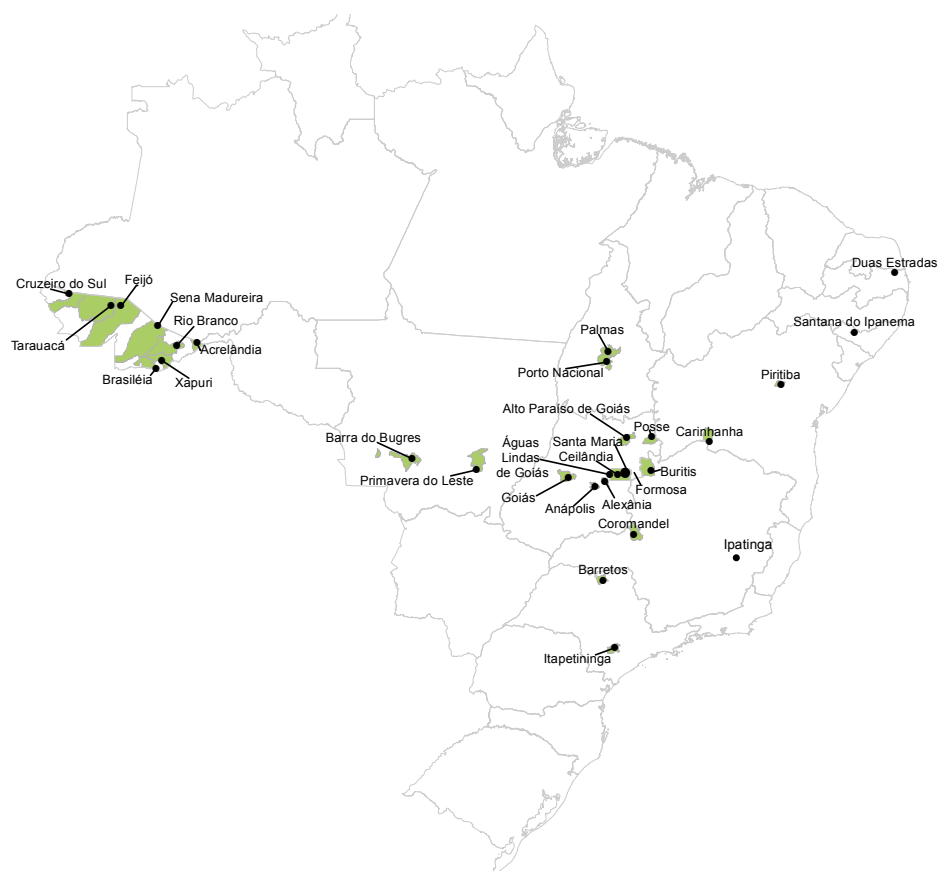 Duas Estradas
Cruzeiro do Sul
Feijó
Sena Madureira
Rio Branco
Santana do Ipanema
Tarauacá
Acrelândia
Palmas
Brasiléia
Xapuri
Porto Nacional
Piritiba
Alto Paraíso de Goiás
Posse
Carinhanha
Barra do Bugres
Águas
Lindas
de Goiás
Santa Maria
Ceilândia
Buritis
Primavera do Leste
Formosa
Goiás
Anápolis
Alexânia
Coromandel
Ipatinga
Barretos
Itapetininga